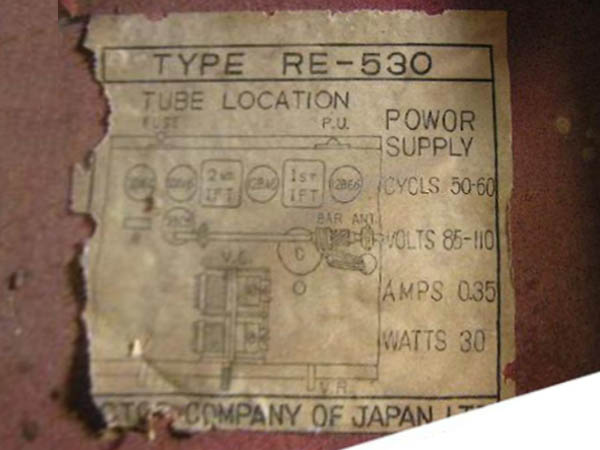 TYPE RE-530
TUBE LOCATION
FUSE P.U.
POWOR
SUPPLY
2ND 1ST
IFT IFT 12BE6
CYCLS 50-60
BAR ANT.
VOLTS 85-110
C
V.C.
AMPS 0.35
WATTS 30
V.R.
COMPANY OF JAPAN